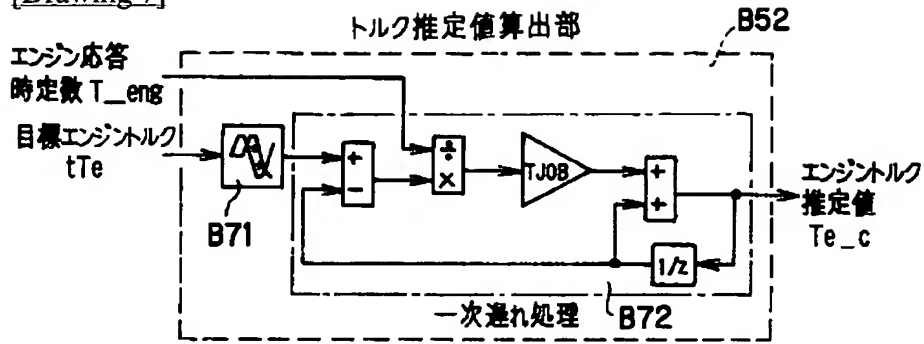 [Drawing 7]
トルク推定値算出部
B52
エンジン応答
時定数 T_eng
目標エンジントルク
tTe
B71
+
-
÷
×
TJOB
+
+
1/z
エンジントルク
推定値
Te_c
一次遅れ処理
B72